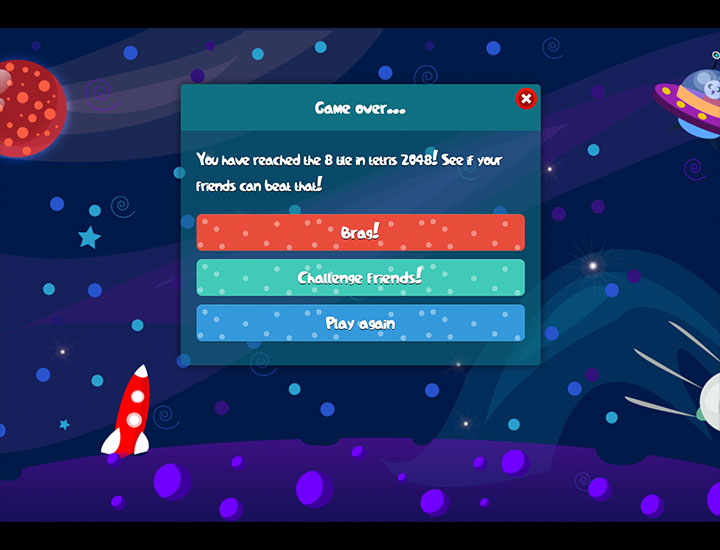 Game over...
You have reached the 8 tile in tetris 2048! See if your
friends can beat that!
Brag!
Challenge friends!
Play again